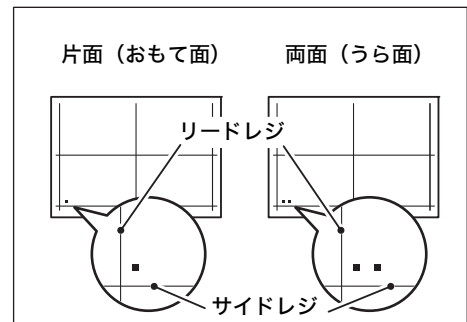 片面（おもて面）
両面（うら面）
リードレジ
サイドレジ